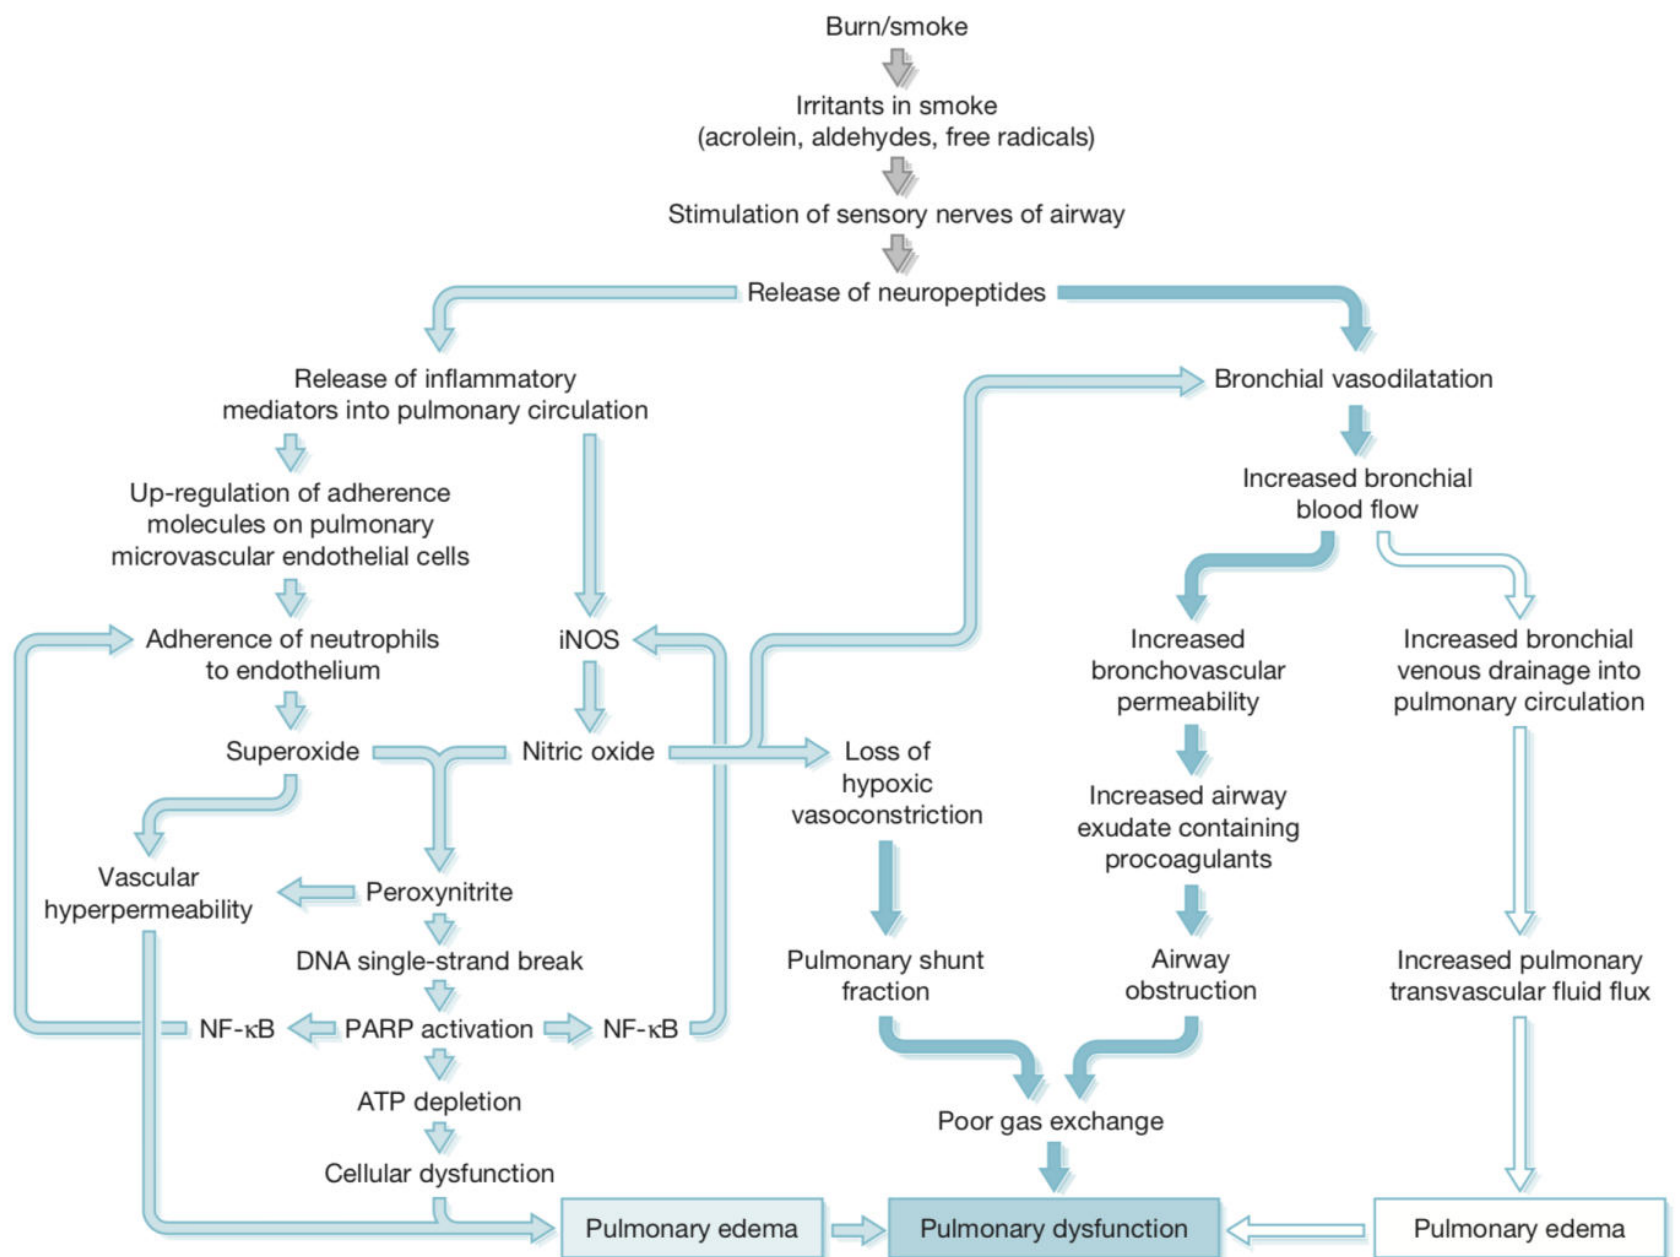 Burn/smoke
Irritants in smoke
(acrolein, aldehydes, free radicals)
Stimulation of sensory nerves of airway
Release of neuropeptides
Release of inflammatory
mediators into pulmonary circulation
Bronchial vasodilatation
Up-regulation of adherence
molecules on pulmonary
microvascular endothelial cells
Increased bronchial
blood flow
Adherence of neutrophils
to endothelium
iNOS
Increased
bronchovascular
permeability
Increased bronchial
venous drainage into
pulmonary circulation
Superoxide
Nitric oxide
Loss of
hypoxic
vasoconstriction
Increased airway
exudate containing
procoagulants
Vascular
hyperpermeability
Peroxynitrite
DNA single-strand break
Pulmonary shunt
fraction
Airway
obstruction
Increased pulmonary
transvascular fluid flux
NF-κB
PARP activation
NF-κB
ATP depletion
Poor gas exchange
Cellular dysfunction
Pulmonary edema
Pulmonary dysfunction
Pulmonary edema